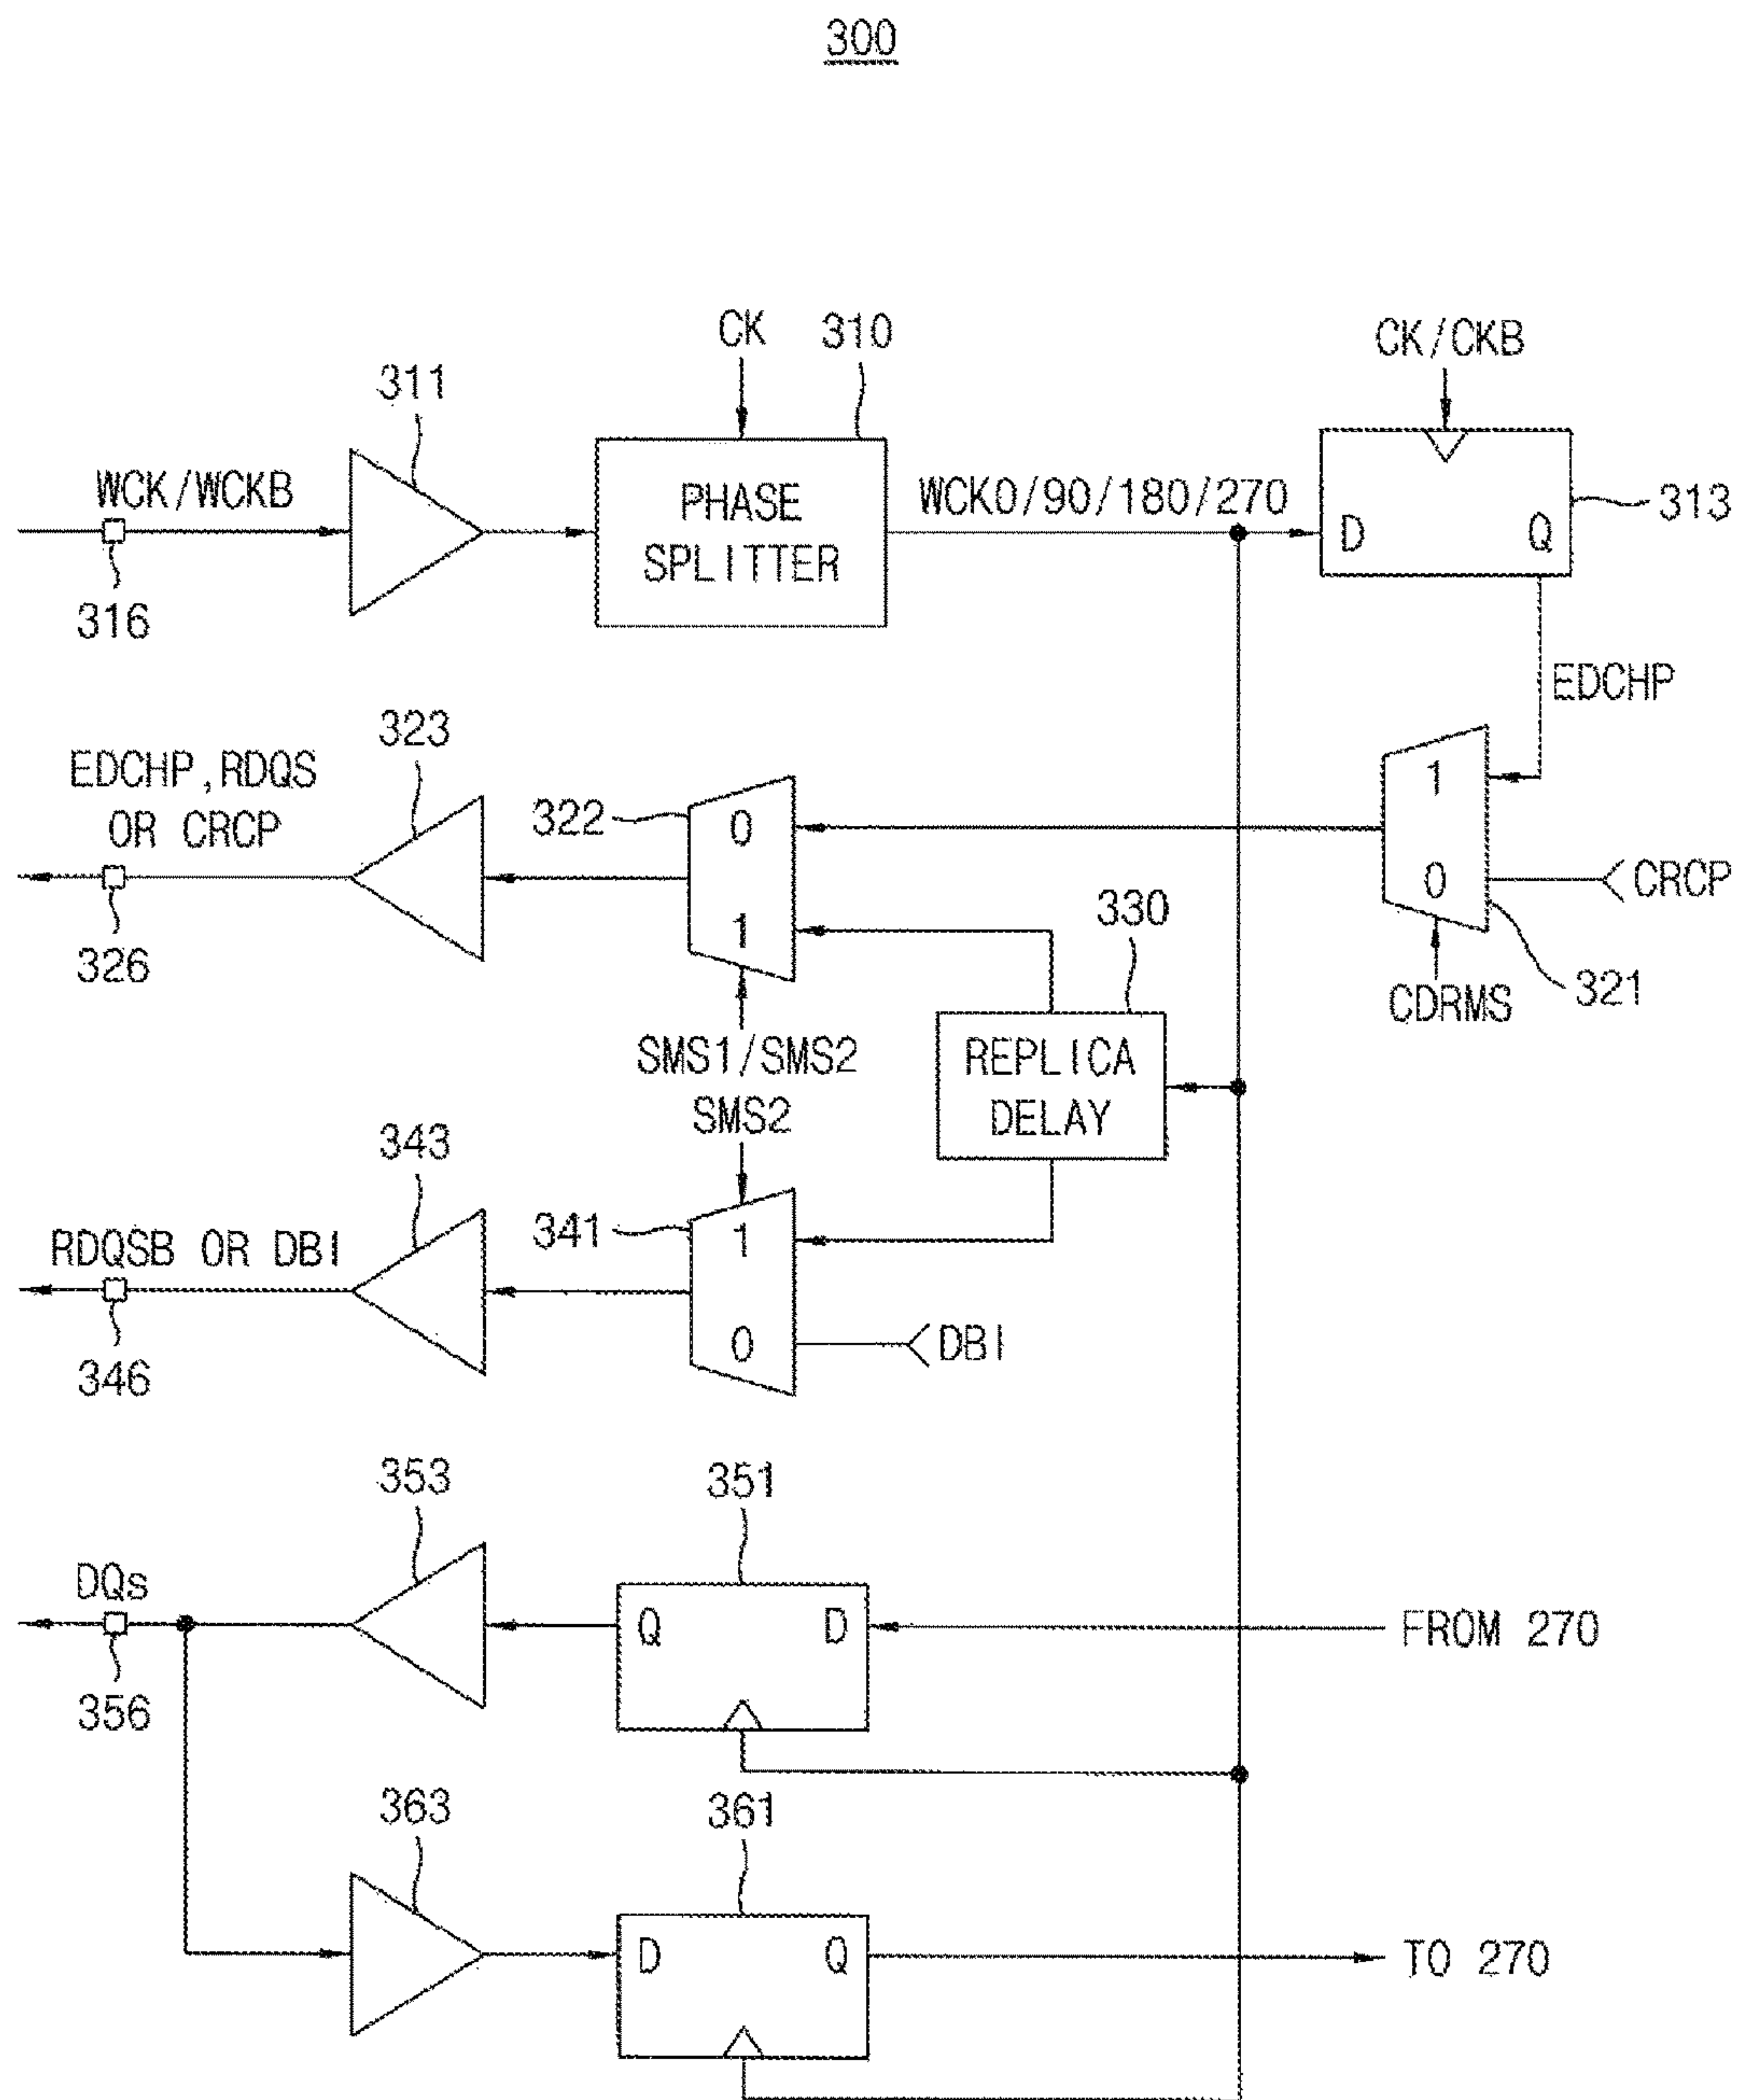 300
CK
310
CK/CKB
311
WCK/WCKB
PHASE
SPLITTER
WCK0/90/180/270
D
Q
313
316
EDCHP
323
EDCHP,RDQS
OR CRCP
322
0
1
1
0
CRCP
330
326
321
CDRMS
SMS1/SMS2
REPLICA
DELAY
SMS2
343
341
1
RDQSB OR DBI
0
DBI
346
353
351
DQs
Q
D
FROM 270
356
363
361
D
Q
TO 270